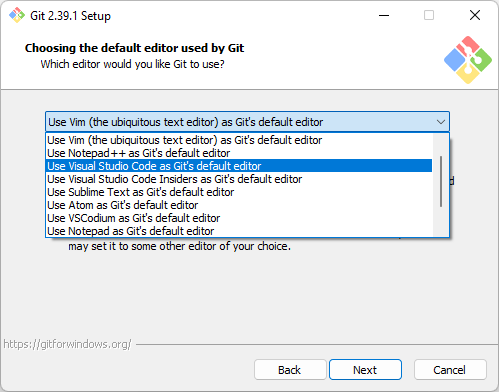 Git 2.39.1 Setup
Choosing the default editor used by Git
Which editor would you like Git to use?
Use Vim (the ubiquitous text editor) as Git's default editor
Use Vim (the ubiquitous text editor) as Git's default editor
Use Notepad++ as Git's default editor
Use Visual Studio Code as Git's default editor
Use Visual Studio Code Insiders as Git's default editor
Use Sublime Text as Git's default editor
Use Atom as Git's default editor
Use VSCodium as Git's default editor
Use Notepad as Git's default editor
may set it to some other editor of your choice.
https://gitforwindows.org/
Back
Next
Cancel